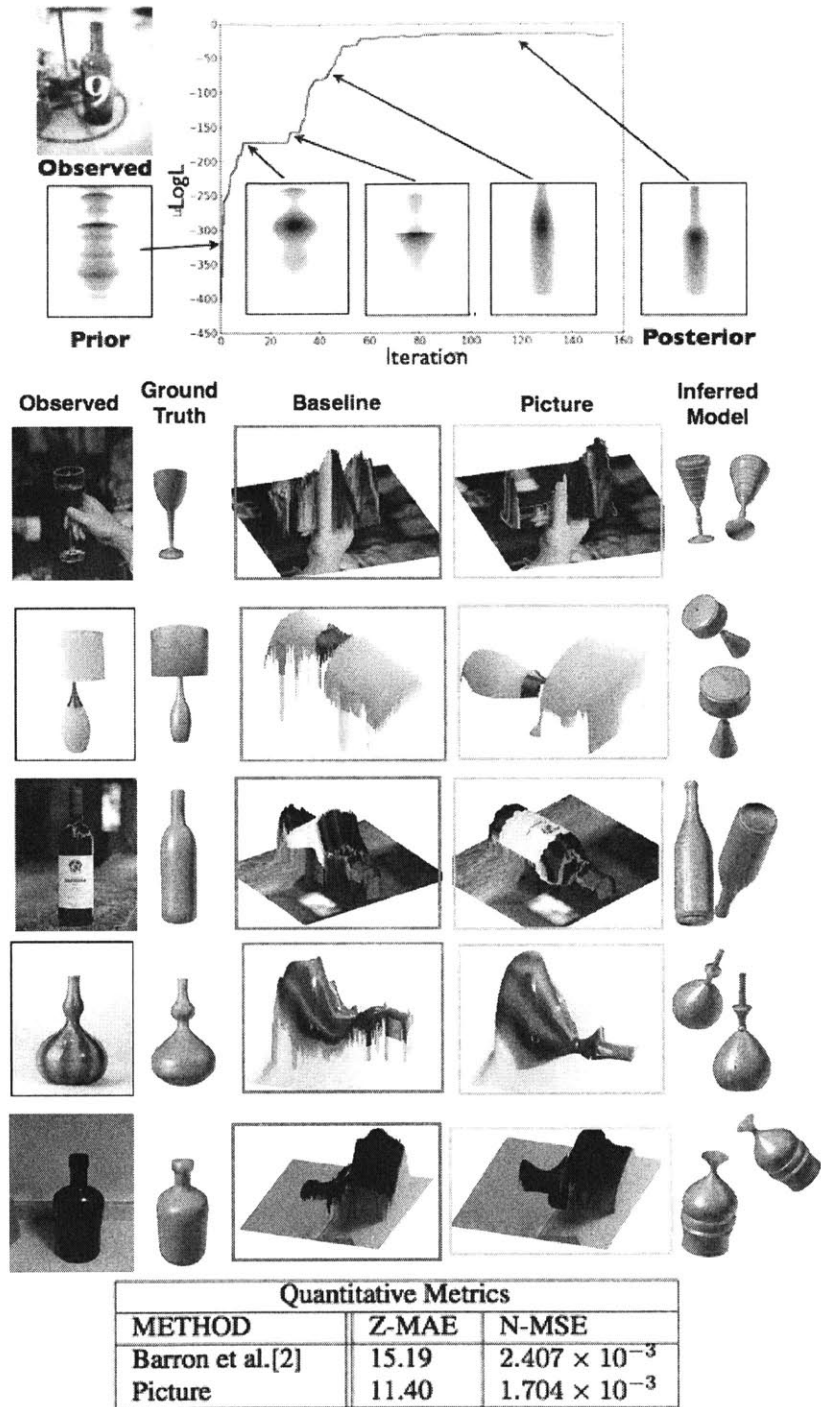 0
−50
−100
−150
−200
−250
−300
−350
−400
−450
LogL
9
Observed
Prior
Posterior
0 20 40 60 80 100 120 140 160
Iteration
Observed
Ground Truth
Baseline
Picture
Inferred Model
Quantitative Metrics
METHOD Z-MAE N-MSE
Barron et al.[2] 15.19 2.407 × 10⁻³
Picture 11.40 1.704 × 10⁻³